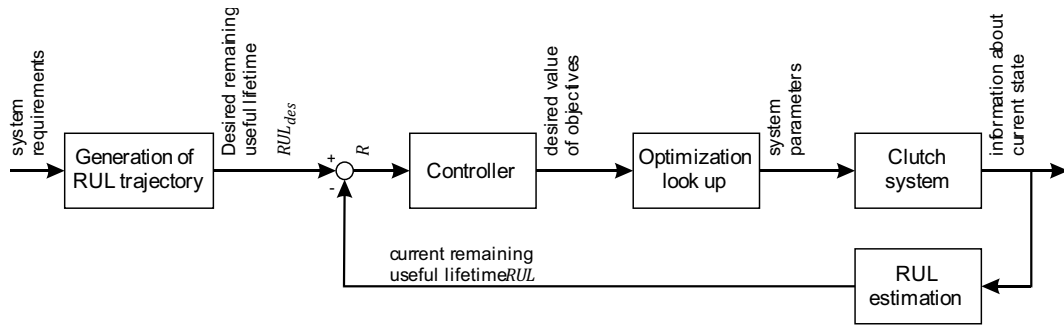 system
requirements
Generation of
RUL trajectory
Desired remaining
useful lifetime
RUL_des
+
-
R
Controller
desired value
of objectives
Optimization
look up
system
parameters
Clutch
system
information about
current state
current remaining
useful lifetimeRUL
RUL
estimation